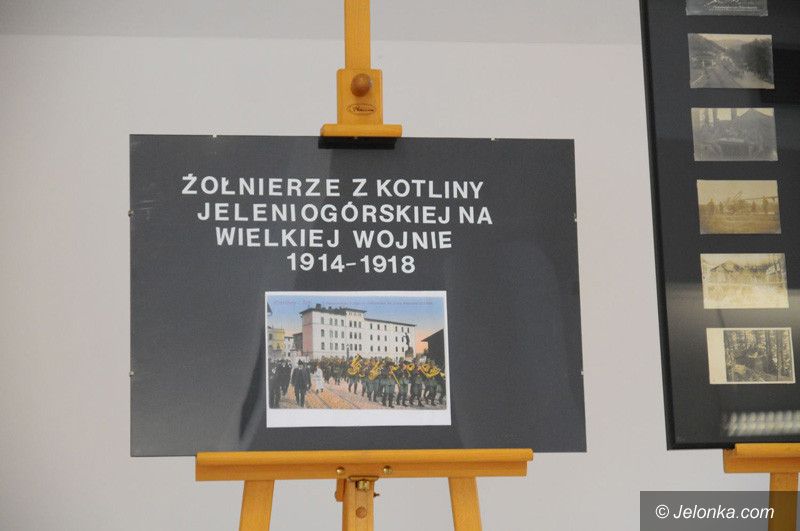 ŻOŁNIERZE Z KOTLINY
JELENIOGÓRSKIEJ NA
WIELKIEJ WOJNIE
1914-1918
© Jelonka.com